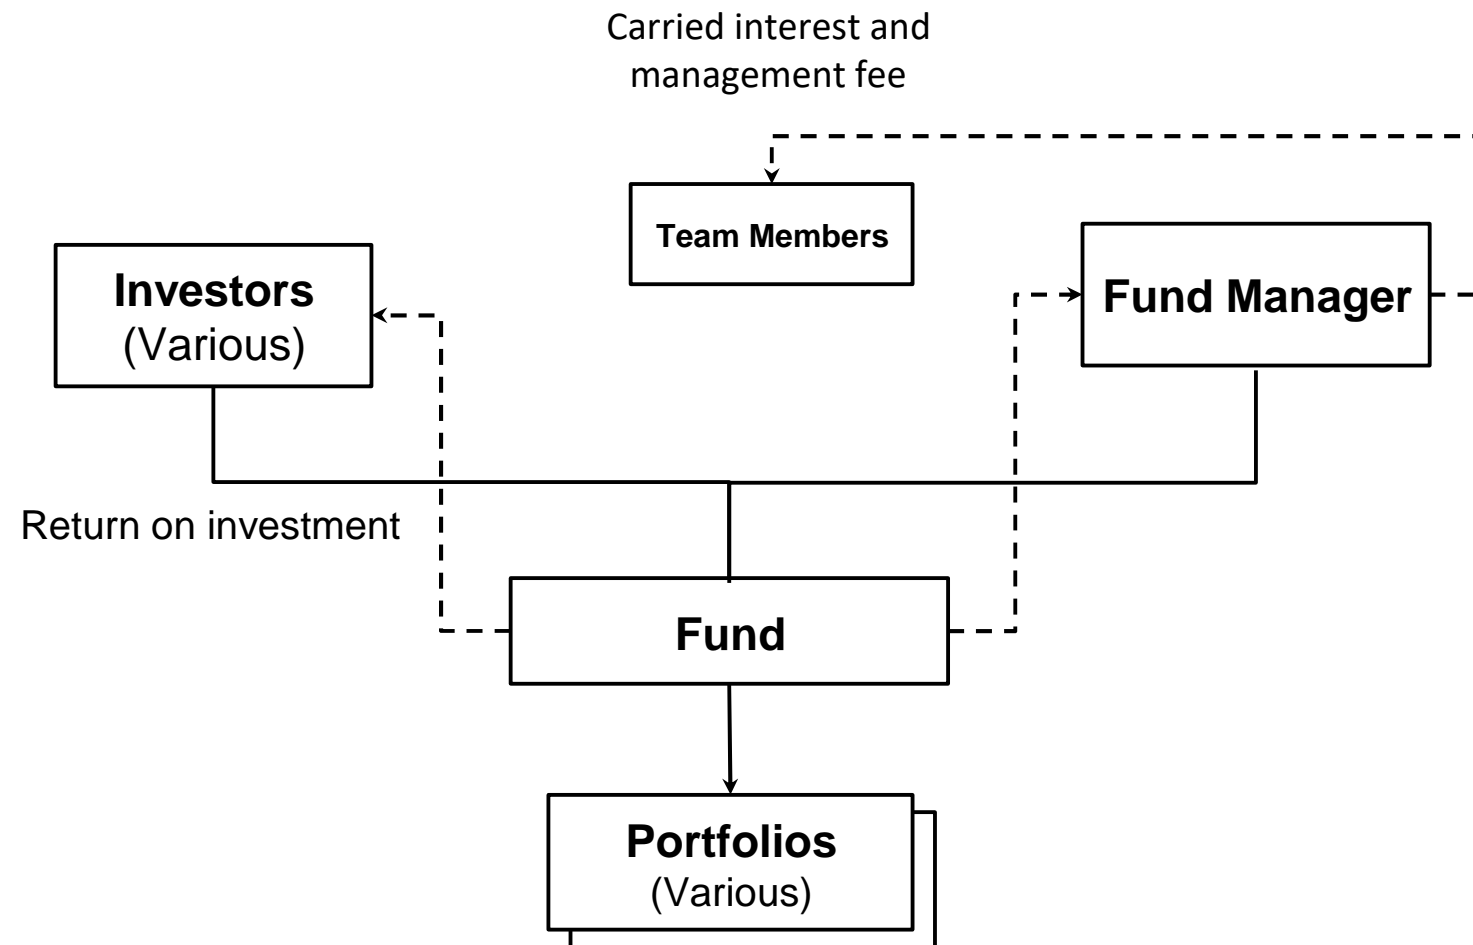 Carried interest and
management fee
Team Members
Investors
(Various)
Fund Manager
Return on investment
Fund
Portfolios
(Various)